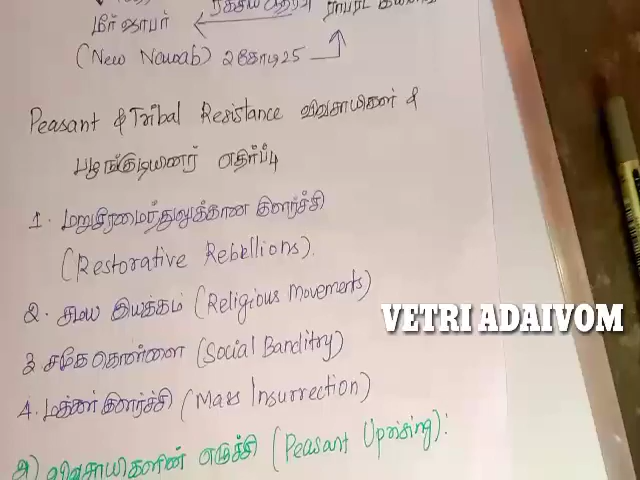 மீர் ஜாபர்
(New Nawab) 2கோடி25
Peasant & Tribal Resistance விவசாயிகள் &
பழங்குடியினர் எதிர்ப்பு
1. மறுசீரமைத்தலுக்கான கிளர்ச்சி
(Restorative Rebellions).
2. சமய இயக்கம் (Religious Movements)
VETRI ADAIVOM
3 சமூக கொள்ளை (Social Banditry)
4. மக்கள் கிளர்ச்சி (Mass Insurrection)
விவசாயிகளின் எழுச்சி (Peasant Uprising):